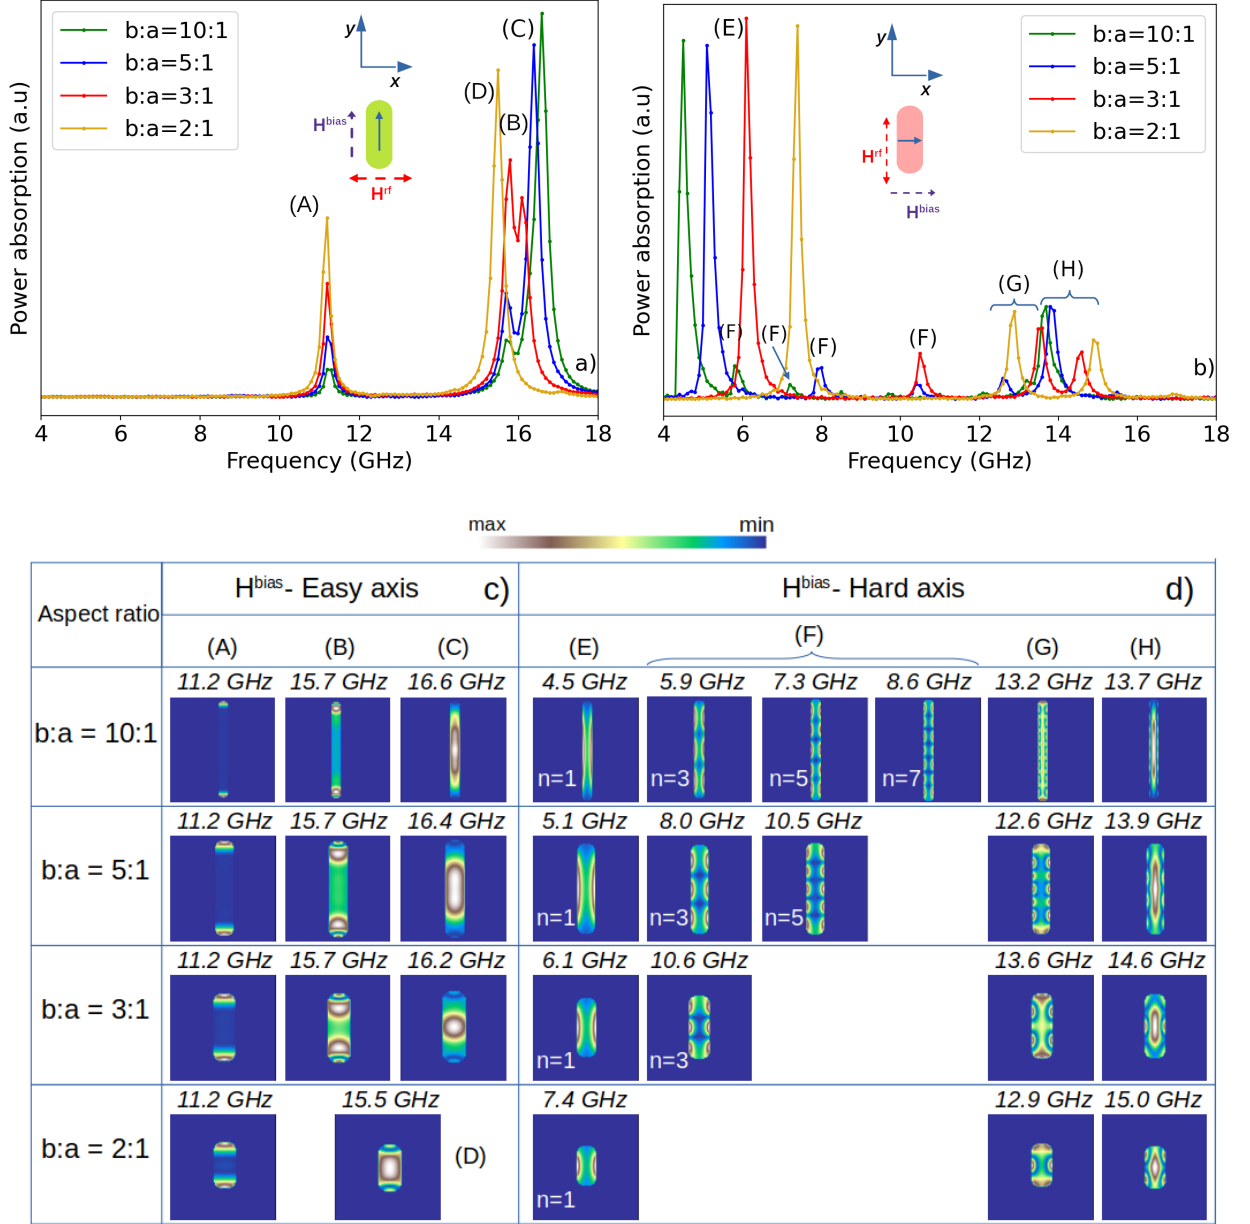 b:a=10:1
b:a=5:1
b:a=3:1
b:a=2:1
y
x
H^bias
H^rf
(A)
(D)
(B)
(C)
a)
Power absorption (a.u)
4 6 8 10 12 14 16 18
Frequency (GHz)
b:a=10:1
b:a=5:1
b:a=3:1
b:a=2:1
y
x
H^rf
H^bias
(E)
(F)
(F)
(F)
(F)
(G)
(H)
b)
Power absorption (a.u)
4 6 8 10 12 14 16 18
Frequency (GHz)
max min
Aspect ratio
H^bias- Easy axis c)
H^bias- Hard axis d)
(A) (B) (C) (E) (F) (G) (H)
11.2 GHz 15.7 GHz 16.6 GHz 4.5 GHz 5.9 GHz 7.3 GHz 8.6 GHz 13.2 GHz 13.7 GHz
b:a = 10:1
n=1 n=3 n=5 n=7
11.2 GHz 15.7 GHz 16.4 GHz 5.1 GHz 8.0 GHz 10.5 GHz 12.6 GHz 13.9 GHz
b:a = 5:1
n=1 n=3 n=5
11.2 GHz 15.7 GHz 16.2 GHz 6.1 GHz 10.6 GHz 13.6 GHz 14.6 GHz
b:a = 3:1
n=1 n=3
11.2 GHz 15.5 GHz 7.4 GHz 12.9 GHz 15.0 GHz
b:a = 2:1 (D)
n=1